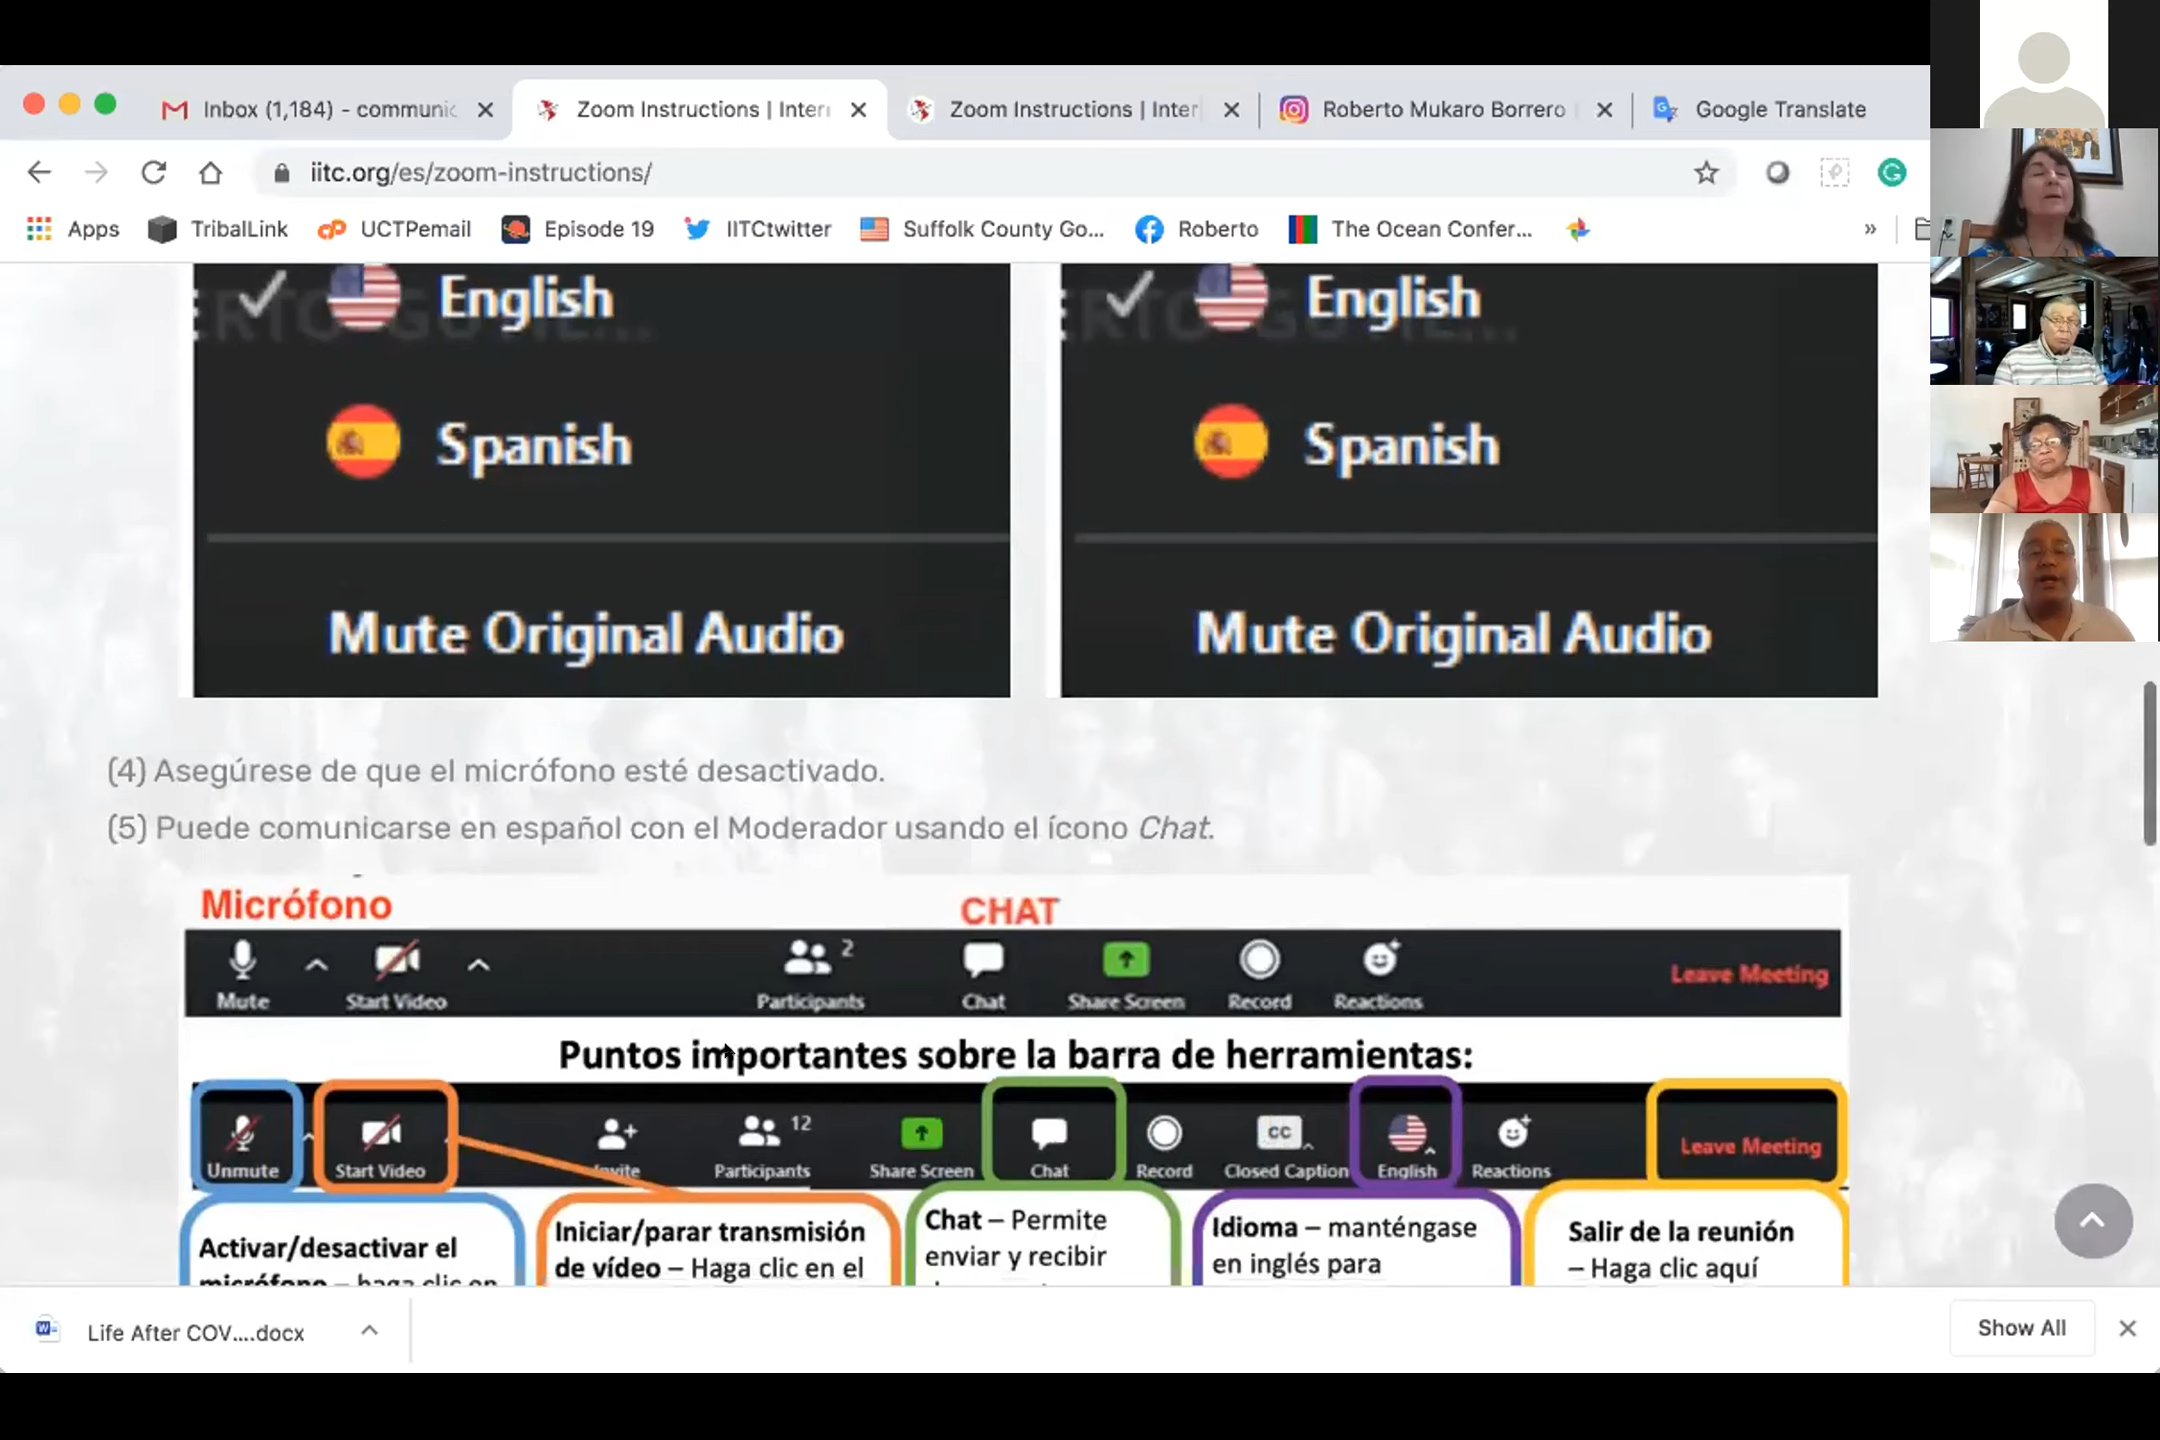 Inbox (1,184) - communic
Zoom Instructions | Intern
Zoom Instructions | Inter
Roberto Mukaro Borrero
Google Translate
iitc.org/es/zoom-instructions/
Apps
TribalLink
UCTPemail
Episode 19
IITCtwitter
Suffolk County Go...
Roberto
The Ocean Confer...
»
English
English
Spanish
Spanish
Mute Original Audio
Mute Original Audio
(4) Asegúrese de que el micrófono esté desactivado.
(5) Puede comunicarse en español con el Moderador usando el ícono Chat.
Micrófono
CHAT
Mute
Start Video
Participants
2
Chat
Share Screen
Record
Reactions
Leave Meeting
Puntos importantes sobre la barra de herramientas:
Unmute
Start Video
Participants
12
Share Screen
Chat
Record
CC
Closed Caption
English
Reactions
Leave Meeting
Activar/desactivar el
micrófono – haga clic en
Iniciar/parar transmisión
de vídeo – Haga clic en el
Chat – Permite
enviar y recibir
Idioma – manténgase
en inglés para
Salir de la reunión
– Haga clic aquí
Life After COV....docx
Show All